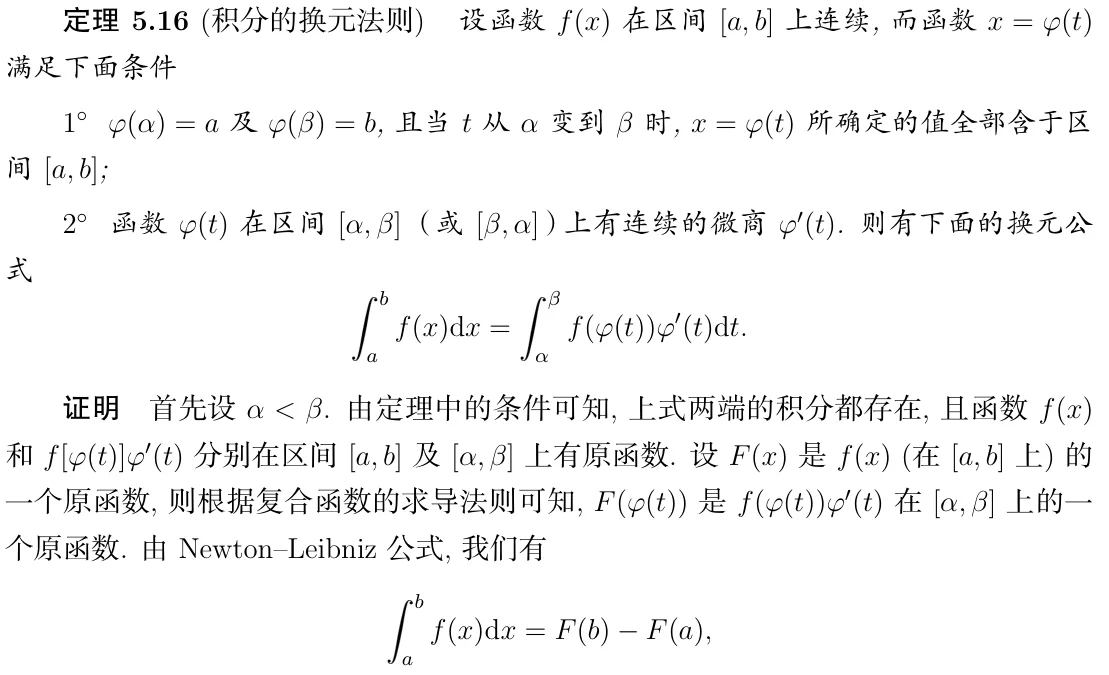 定理 5.16 (积分的换元法则) 设函数 f(x) 在区间 [a, b] 上连续, 而函数 x = φ(t)
满足下面条件
1° φ(α) = a 及 φ(β) = b, 且当 t 从 α 变到 β 时, x = φ(t) 所确定的值全部含于区
间 [a, b];
2° 函数 φ(t) 在区间 [α, β] (或 [β, α]) 上有连续的微商 φ′(t). 则有下面的换元公
式
∫_a^b f(x)dx = ∫_α^β f(φ(t))φ′(t)dt.
证明 首先设 α < β. 由定理中的条件可知, 上式两端的积分都存在, 且函数 f(x)
和 f[φ(t)]φ′(t) 分别在区间 [a, b] 及 [α, β] 上有原函数. 设 F(x) 是 f(x) (在 [a, b] 上) 的
一个原函数, 则根据复合函数的求导法则可知, F(φ(t)) 是 f(φ(t))φ′(t) 在 [α, β] 上的一
个原函数. 由 Newton–Leibniz 公式, 我们有
∫_a^b f(x)dx = F(b) − F(a),